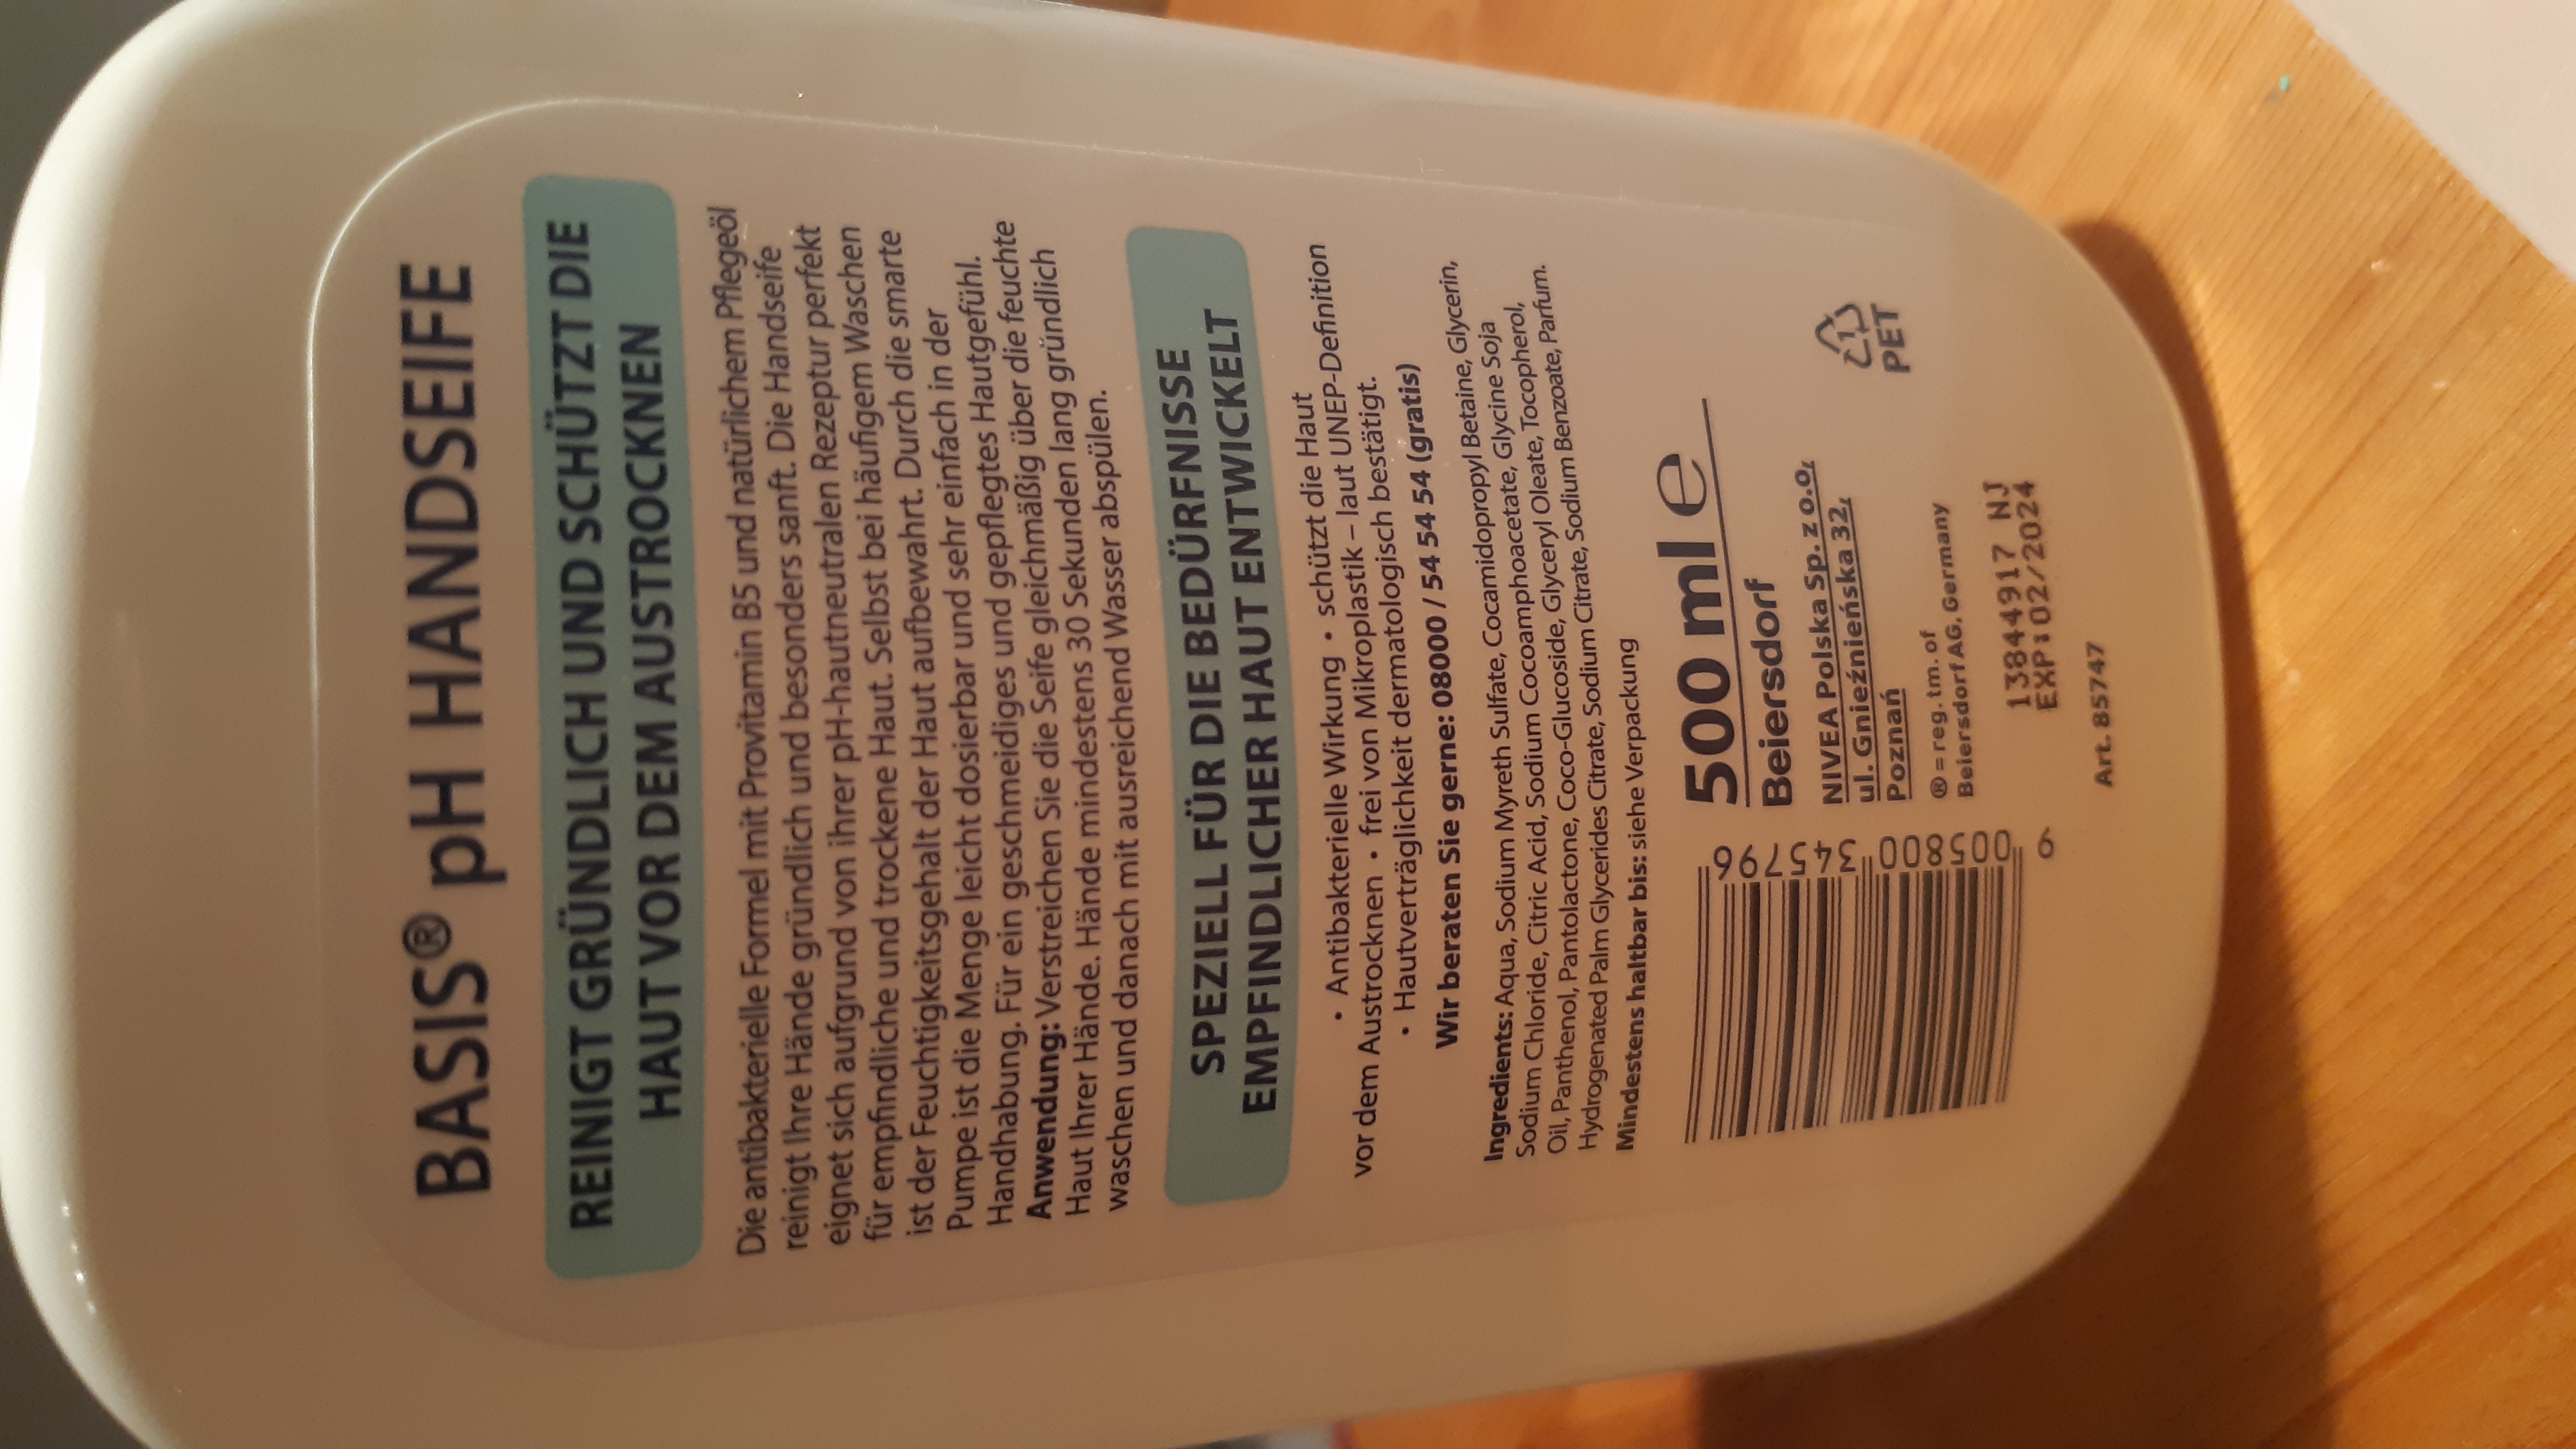 BASIS® pH HANDSEIFE
REINIGT GRÜNDLICH UND SCHÜTZT DIE
HAUT VOR DEM AUSTROCKNEN
Die antibakterielle Formel mit Provitamin B5 und natürlichem Pflegeöl
reinigt Ihre Hände gründlich und besonders sanft. Die Handseife
eignet sich aufgrund von ihrer pH-hautneutralen Rezeptur perfekt
für empfindliche und trockene Haut. Selbst bei häufigem Waschen
ist der Feuchtigkeitsgehalt der Haut aufbewahrt. Durch die smarte
Pumpe ist die Menge leicht dosierbar und sehr einfach in der
Handhabung. Für ein geschmeidiges und gepflegtes Hautgefühl.
Anwendung: Verstreichen Sie die Seife gleichmäßig über die feuchte
Haut Ihrer Hände. Hände mindestens 30 Sekunden lang gründlich
waschen und danach mit ausreichend Wasser abspülen.
SPEZIELL FÜR DIE BEDÜRFNISSE
EMPFINDLICHER HAUT ENTWICKELT
• Antibakterielle Wirkung • schützt die Haut
vor dem Austrocknen • frei von Mikroplastik – laut UNEP-Definition
• Hautverträglichkeit dermatologisch bestätigt.
Wir beraten Sie gerne: 08000 / 54 54 54 (gratis)
Ingredients: Aqua, Sodium Myreth Sulfate, Cocamidopropyl Betaine, Glycerin,
Sodium Chloride, Citric Acid, Sodium Cocoamphoacetate, Glycine Soja
Oil, Panthenol, Pantolactone, Coco-Glucoside, Glyceryl Oleate, Tocopherol,
Hydrogenated Palm Glycerides Citrate, Sodium Citrate, Sodium Benzoate, Parfum.
Mindestens haltbar bis: siehe Verpackung
500 ml e
Beiersdorf
NIVEA Polska Sp. z o.o,
ul. Gnieźnieńska 32,
Poznań
® = reg. tm. of
Beiersdorf AG, Germany
1
PET
13844917 NJ
EXP:02/2024
Art. 85747
9 005800 345796